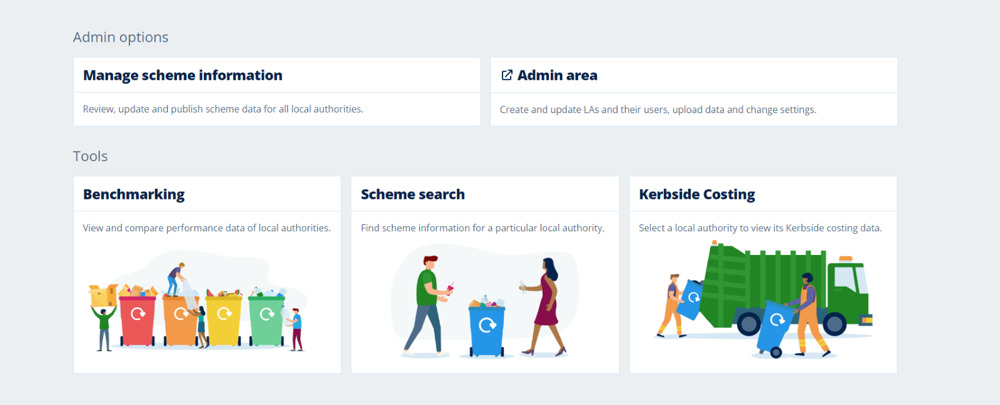 Admin options
Manage scheme information
Review, update and publish scheme data for all local authorities.
Admin area
Create and update LAs and their users, upload data and change settings.
Tools
Benchmarking
View and compare performance data of local authorities.
Scheme search
Find scheme information for a particular local authority.
Kerbside Costing
Select a local authority to view its Kerbside costing data.